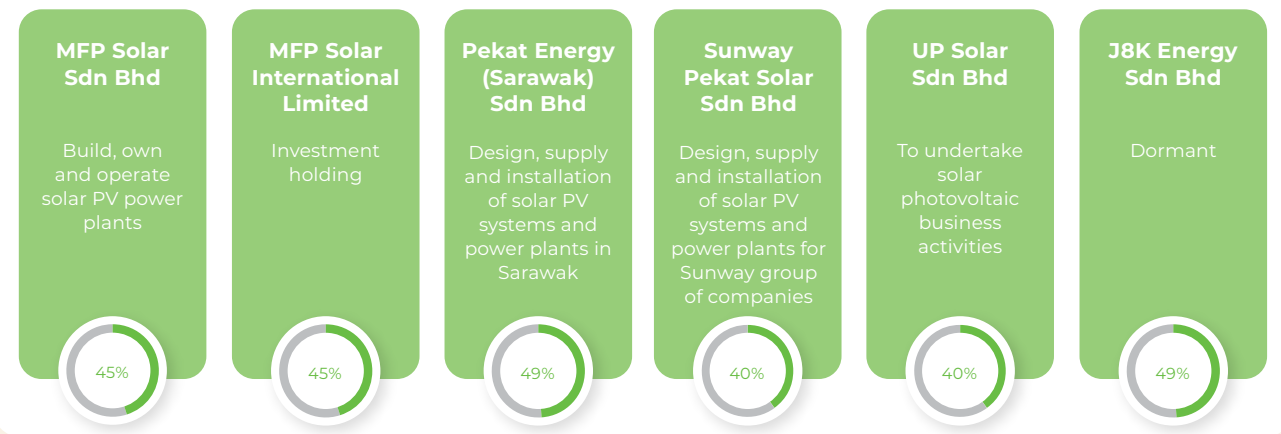 MFP Solar
Sdn Bhd
Build, own
and operate
solar PV power
plants
45%
MFP Solar
International
Limited
Investment
holding
45%
Pekat Energy
(Sarawak)
Sdn Bhd
Design, supply
and installation
of solar PV
systems and
power plants in
Sarawak
49%
Sunway
Pekat Solar
Sdn Bhd
Design, supply
and installation
of solar PV
systems and
power plants for
Sunway group
of companies
40%
UP Solar
Sdn Bhd
To undertake
solar
photovoltaic
business
activities
40%
J8K Energy
Sdn Bhd
Dormant
49%